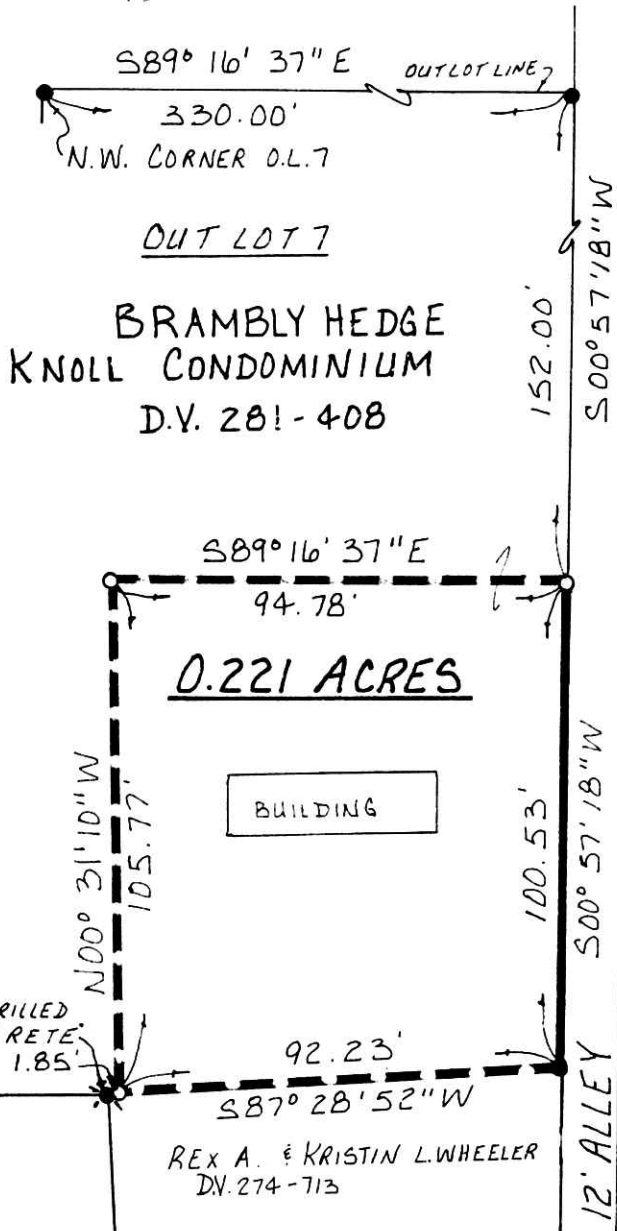 S89° 16' 37" E
OUTLOT LINE
330.00'
N.W. CORNER O.L.7
OUT LOT 7
BRAMBLY HEDGE
KNOLL CONDOMINIUM
D.V. 281-408
152.00'
S00° 57' 18" W
S89° 16' 37" E
94.78'
0.221 ACRES
BUILDING
N00° 31' 10" W
105.77'
100.53'
S00° 57' 18" W
RILLED
RETE
1.85'
92.23'
S87° 28' 52" W
REX A. & KRISTIN L. WHEELER
D.V. 274-713
12' ALLEY